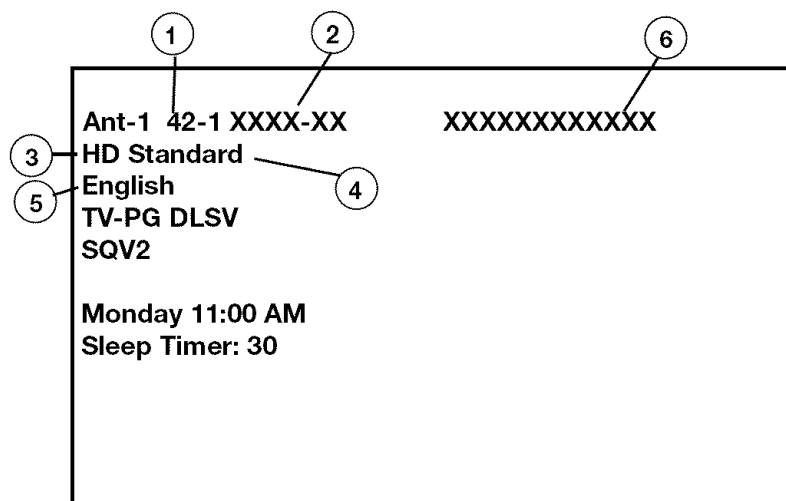 1 2 6
Ant-1 42-1 XXXX-XX XXXXXXXXXXXX
3 HD Standard 4
5 English
TV-PG DLSV
SQV2
Monday 11:00 AM
Sleep Timer: 30